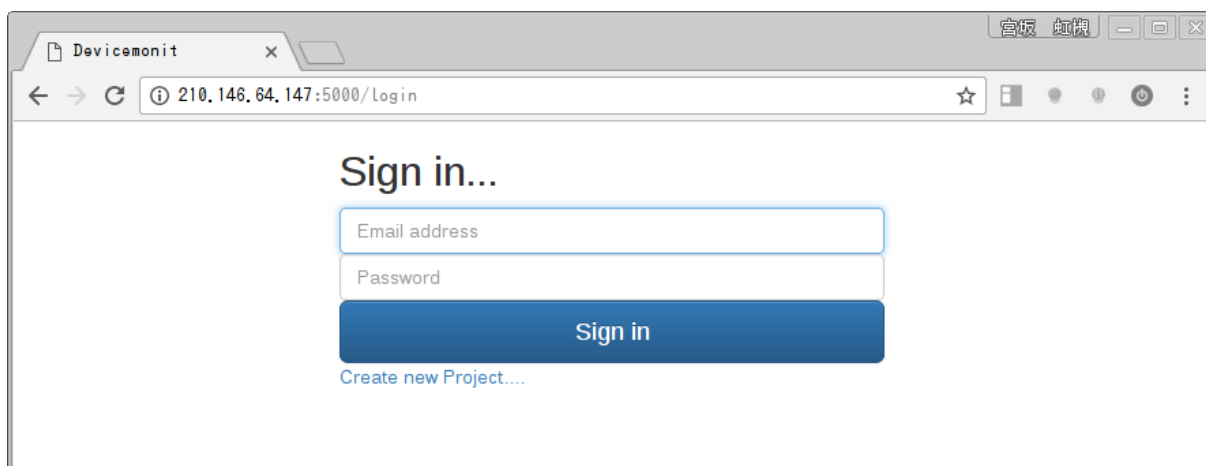 宮坂 虹槻
Devicemonit
210.146.64.147:5000/login
Sign in...
Email address
Password
Sign in
Create new Project....